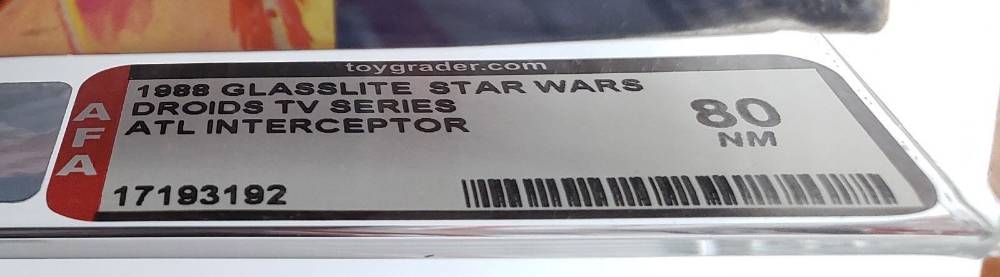 toygrader.com
AFA
1988 GLASSLITE STAR WARS
DROIDS TV SERIES
ATL INTERCEPTOR
80
NM
17193192